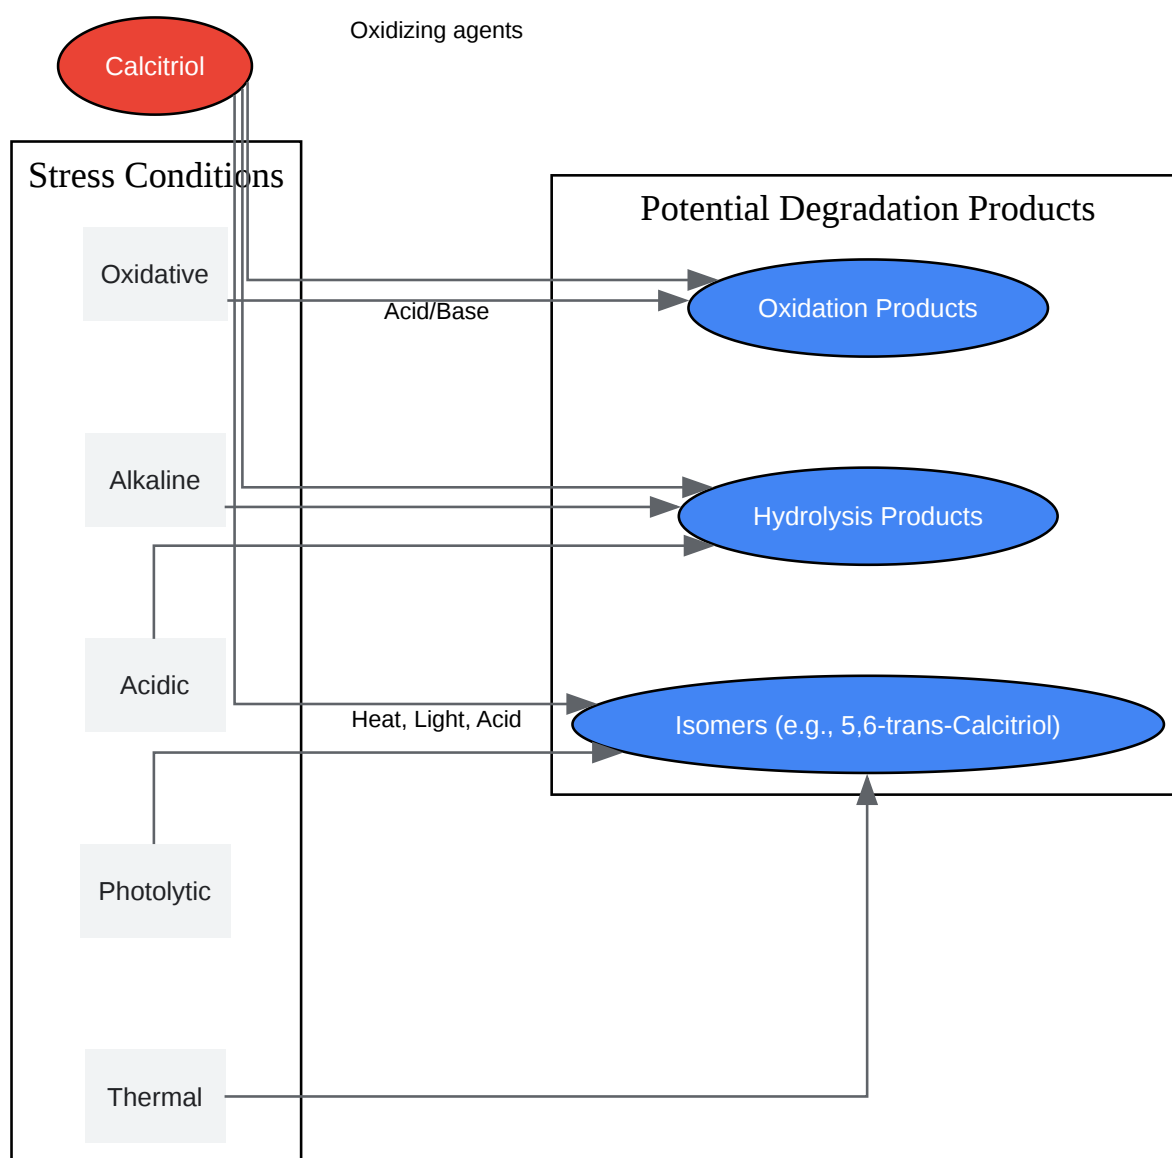 Oxidizing agents
Calcitriol
Stress Conditions
Potential Degradation Products
Oxidative
Acid/Base
Oxidation Products
Alkaline
Hydrolysis Products
Acidic
Heat, Light, Acid
Isomers (e.g., 5,6-trans-Calcitriol)
Photolytic
Thermal